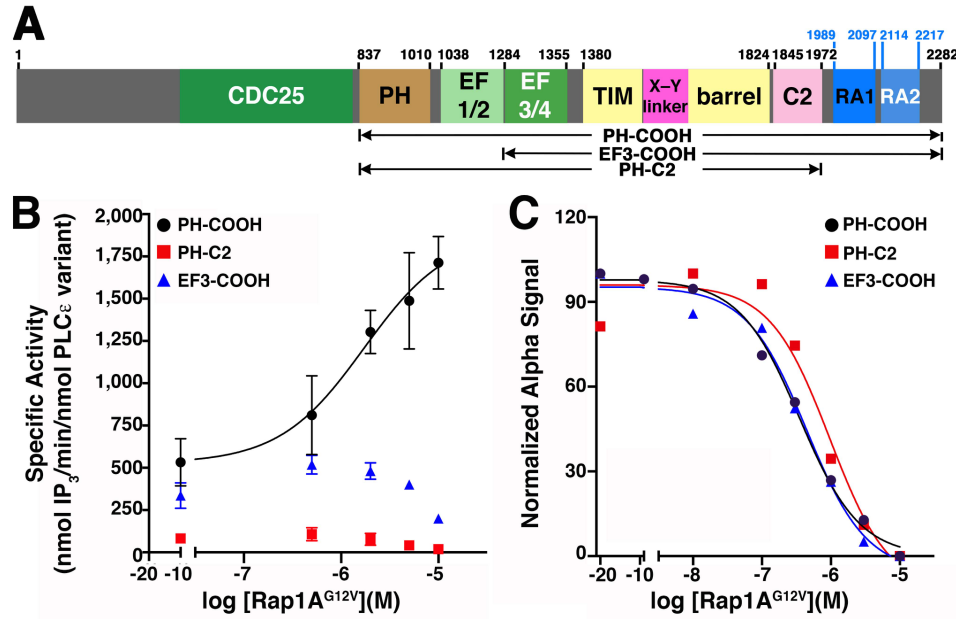 A
1989 2097 2114 2217
1 837 1010 1038 1284 1355 1380 1824 1845 1972 2282
CDC25 PH EF 1/2 EF 3/4 TIM X–Y linker barrel C2 RA1 RA2
PH-COOH
EF3-COOH
PH-C2
B
Specific Activity
(nmol IP3/min/nmol PLCε variant)
2,000
1,750
1,500
1,250
1,000
750
500
250
0
PH-COOH
PH-C2
EF3-COOH
-20 -10 -7 -6 -5
log [Rap1AG12V](M)
C
Normalized Alpha Signal
120
90
60
30
0
PH-COOH
PH-C2
EF3-COOH
-20 -10 -8 -7 -6 -5
log [Rap1AG12V](M)